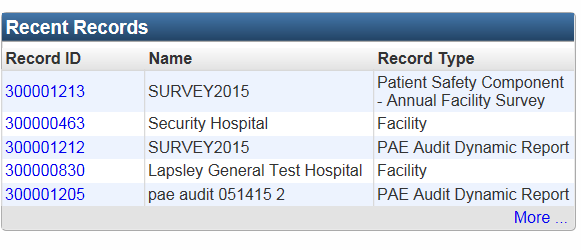 Recent Records
Record ID Name Record Type
300001213 SURVEY2015 Patient Safety Component
- Annual Facility Survey
300000463 Security Hospital Facility
300001212 SURVEY2015 PAE Audit Dynamic Report
300000830 Lapsley General Test Hospital Facility
300001205 pae audit 051415 2 PAE Audit Dynamic Report
More ...